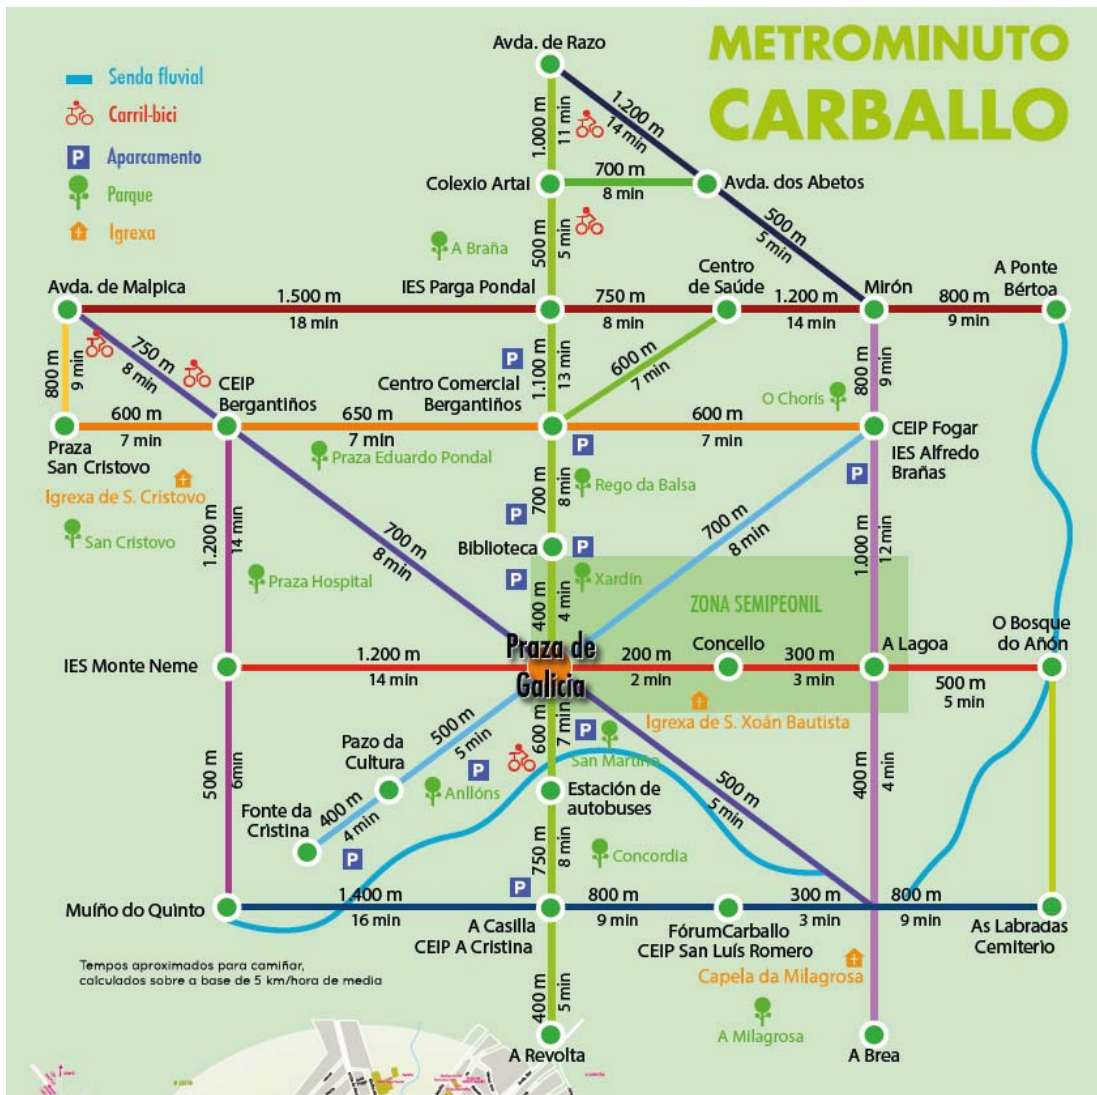 METROMINUTO
CARBALLO
Senda fluvial
Carril-bici
P
Aparcamento
Parque
Igrexa
Avda. de Razo
1.000 m
11 min
1.200 m
14 min
Colexio Artai
700 m
8 min
Avda. dos Abetos
A Braña
500 m
5 min
500 m
5 min
Avda. de Malpica
1.500 m
18 min
IES Parga Pondal
750 m
8 min
Centro
de Saúde
1.200 m
14 min
Mirón
800 m
9 min
A Ponte
Bértoa
800 m
9 min
750 m
8 min
CEIP
Bergantiños
P
1.100 m
13 min
Centro Comercial
Bergantiños
600 m
7 min
O Chorís
800 m
9 min
600 m
7 min
650 m
7 min
600 m
7 min
CEIP Fogar
IES Alfredo
Brañas
Praza
San Cristovo
Praza Eduardo Pondal
P
P
Igrexa de S. Cristovo
San Cristovo
1.200 m
14 min
700 m
8 min
700 m
8 min
Rego da Balsa
P
700 m
8 min
1.000 m
12 min
Biblioteca
P
Praza Hospital
P
400 m
4 min
Xardín
ZONA SEMIPEONIL
IES Monte Neme
1.200 m
14 min
Praza de
Galicia
200 m
2 min
Concello
300 m
3 min
A Lagoa
500 m
5 min
O Bosque
do Añón
Igrexa de S. Xoán Bautista
500 m
6min
Pazo da
Cultura
500 m
5 min
600 m
7 min
P
San Martiño
P
Anllóns
Estación de
autobuses
500 m
5 min
400 m
4 min
Fonte da
Cristina
400 m
4 min
P
750 m
8 min
Concordia
Muíño do Quinto
1.400 m
16 min
P
A Casilla
CEIP A Cristina
800 m
9 min
FórumCarballo
CEIP San Luís Romero
300 m
3 min
800 m
9 min
As Labradas
Cemiterio
Capela da Milagrosa
A Milagrosa
Tempos aproximados para camiñar,
calculados sobre a base de 5 km/hora de media
400 m
5 min
A Revolta
A Brea